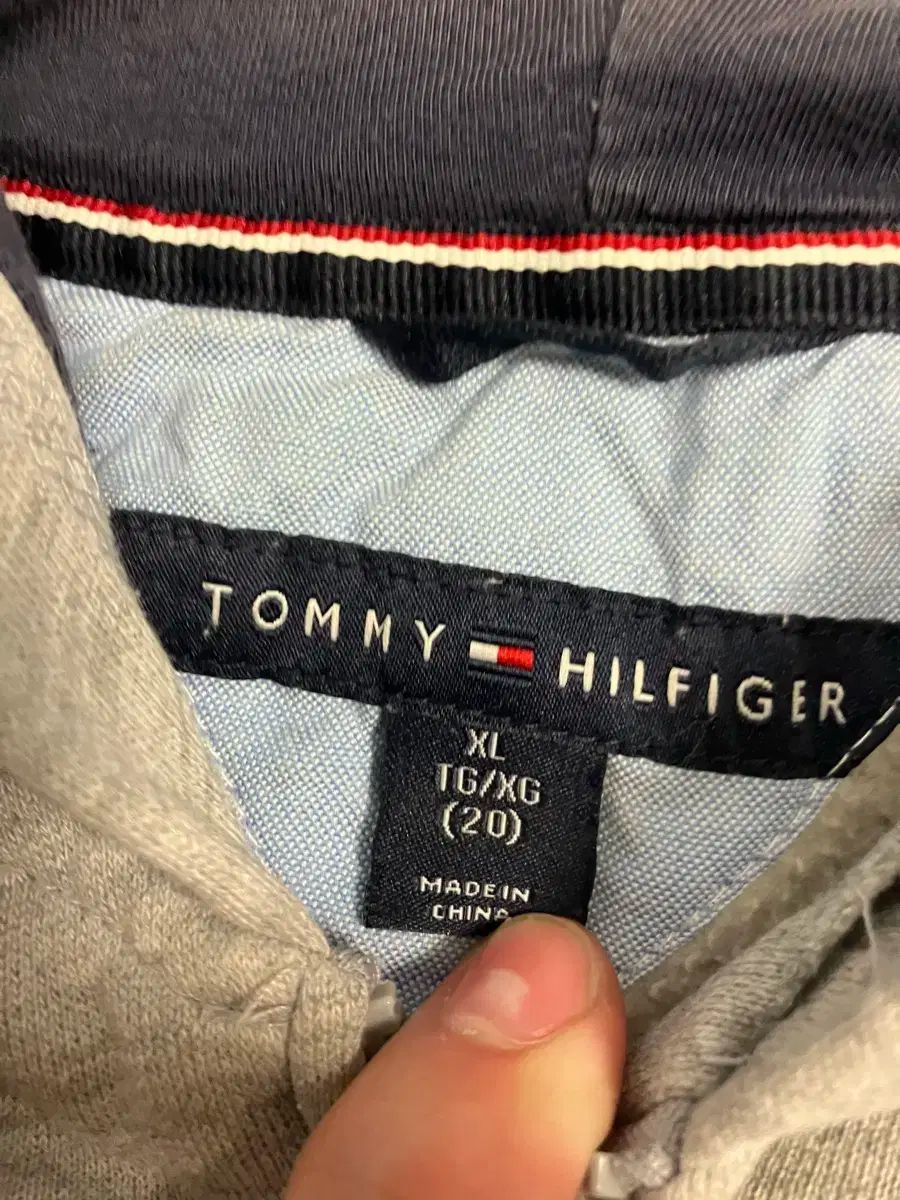 TOMMY HILFIGER
XL
TG/XG
(20)
MADE IN
CHINA